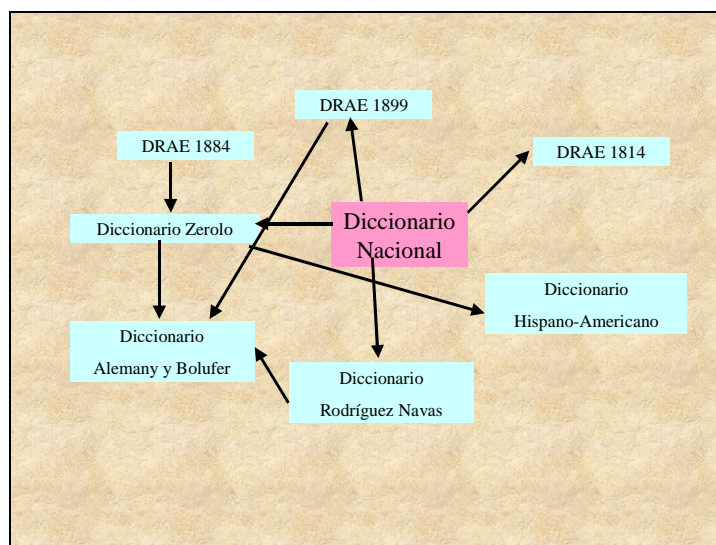 DRAE 1899
DRAE 1884
DRAE 1814
Diccionario Zerolo
Diccionario
Nacional
Diccionario
Hispano-Americano
Diccionario
Alemany y Bolufer
Diccionario
Rodríguez Navas